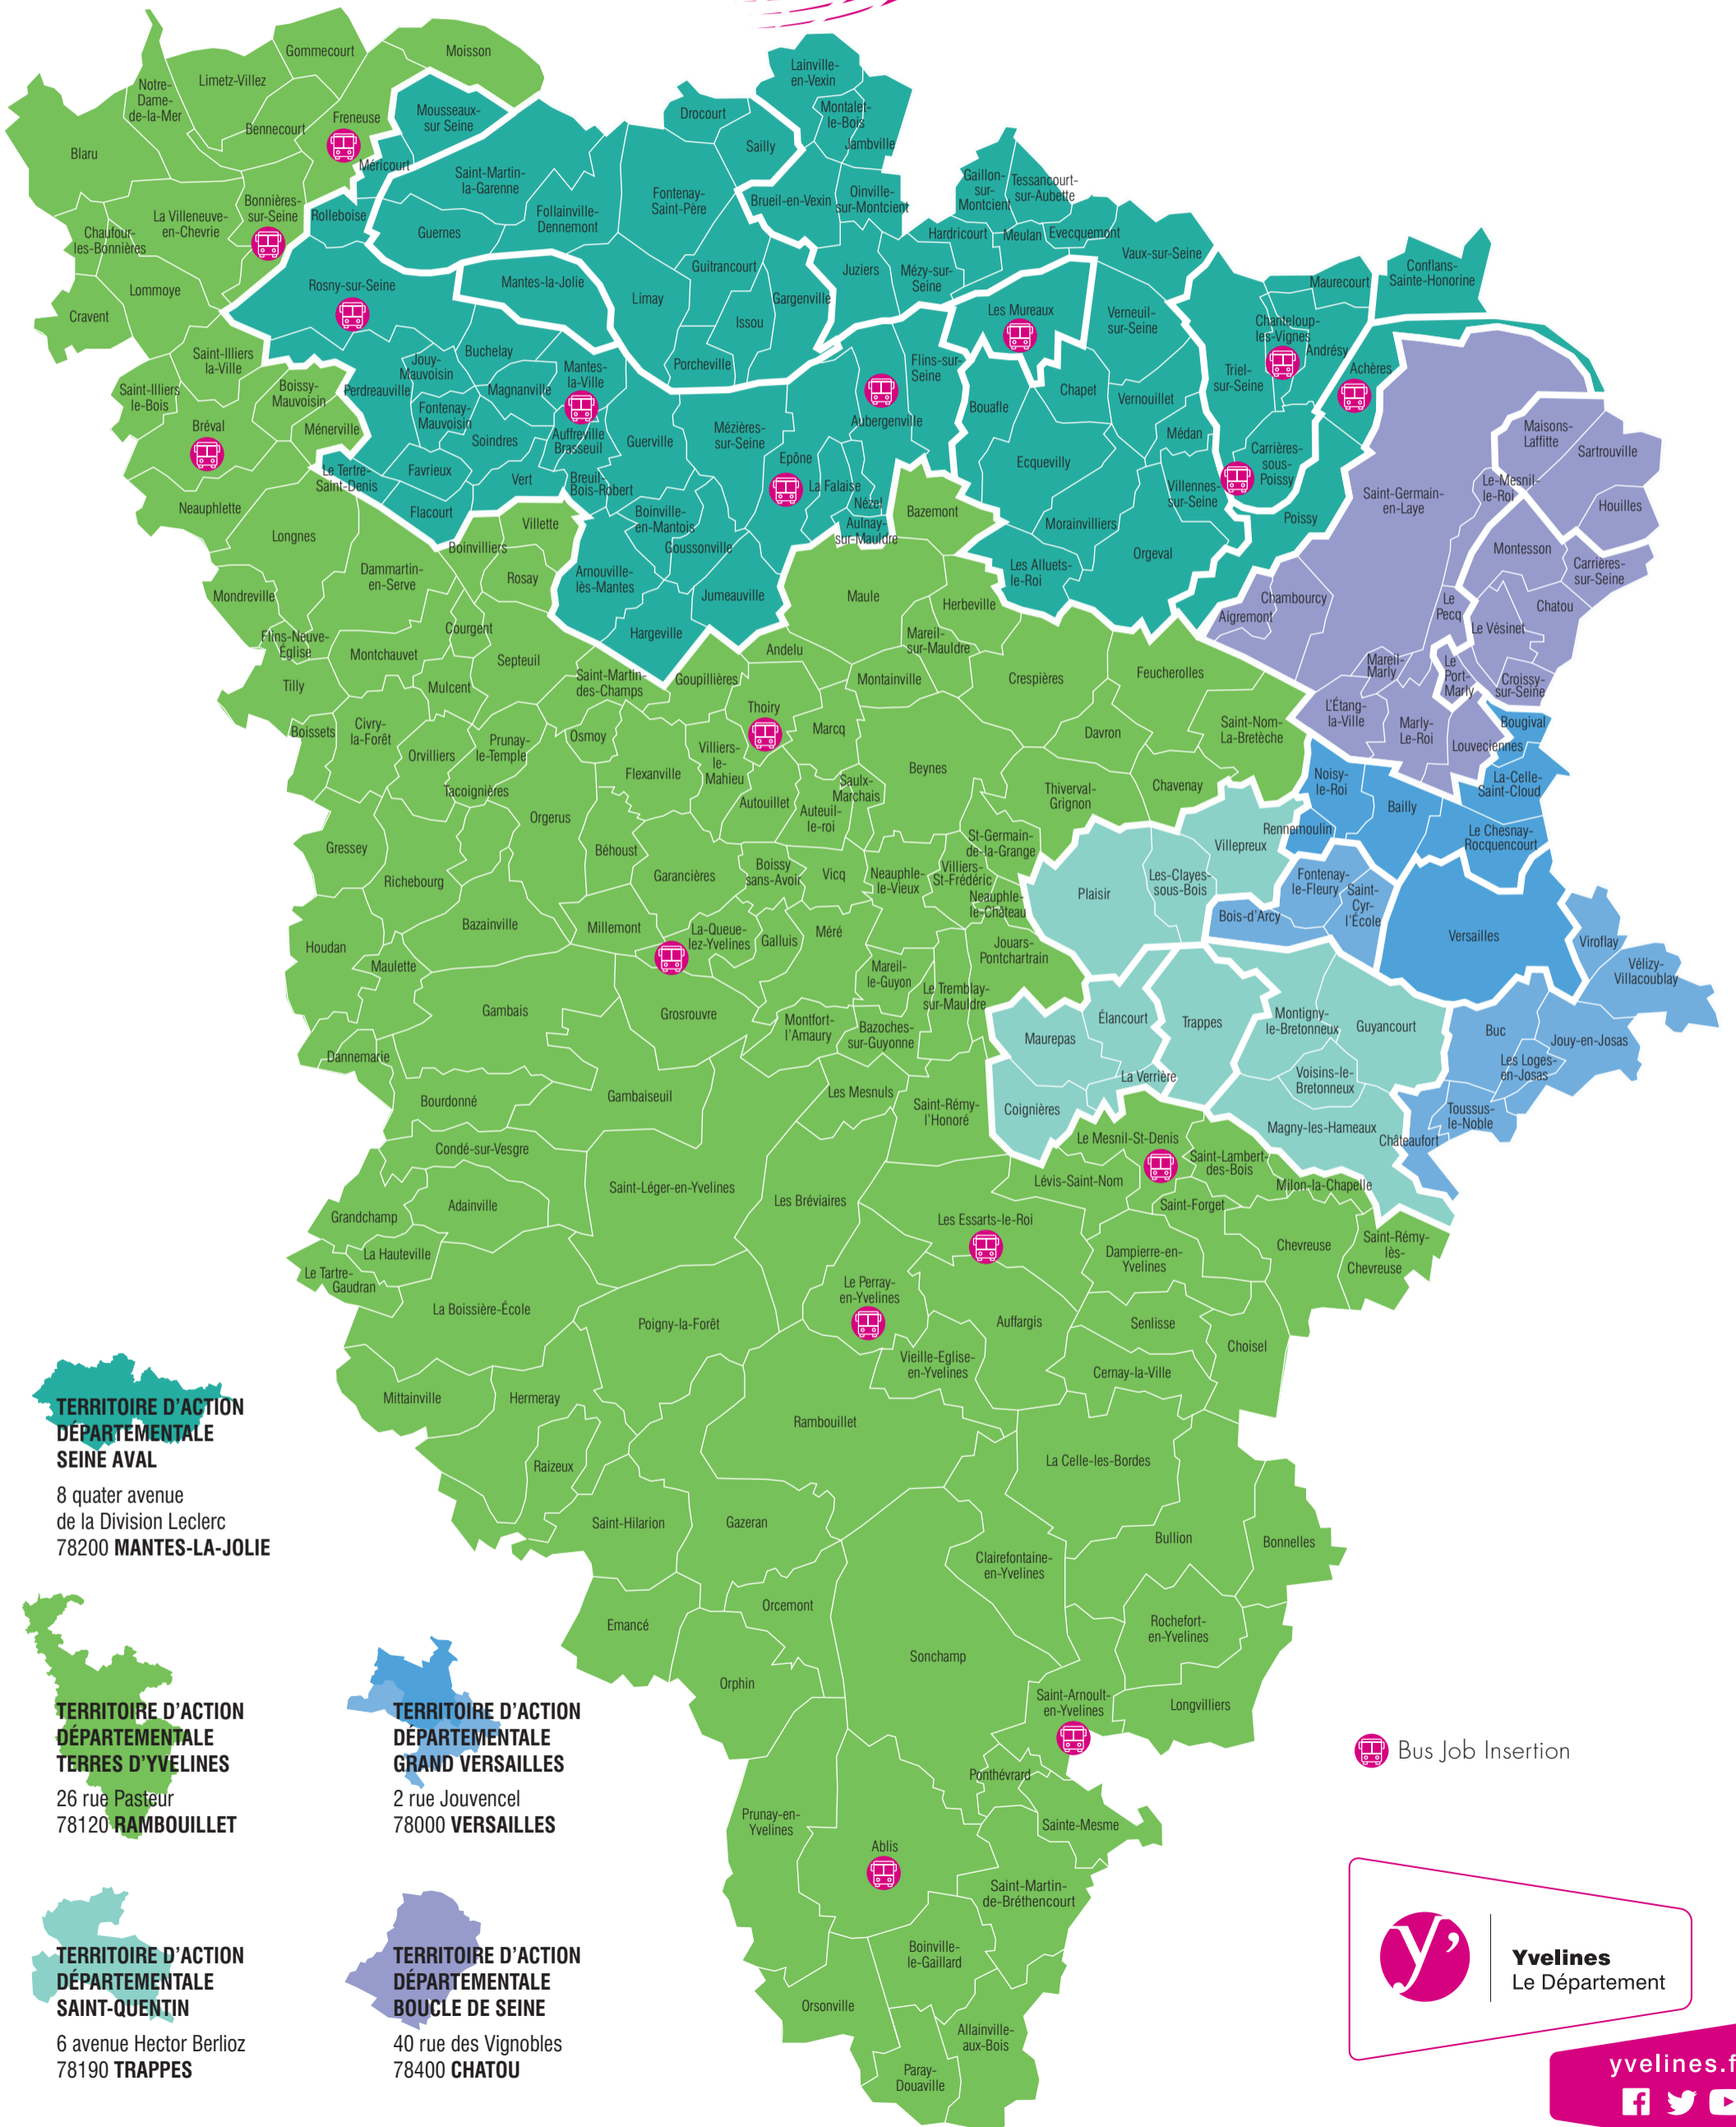 Gommecourt
Moisson
Limetz-Villez
Notre-
Dame-
de-la-Mer
Bennecourt
Freneuse
Blaru
Mousseaux-
sur Seine
Méricourt
Lainville-
en-Vexin
Drocourt
Montalet-
le-Bois
Sailly
Jambville
Saint-Martin-
la-Garenne
Fontenay-
Saint-Père
Brueil-en-Vexin
Oinville-
sur-Montcient
Gaillon-
sur-
Montcient
Tessancourt-
sur-Aubette
Bonnières-
sur-Seine
Rolleboise
La Villeneuve-
en-Chevrie
Chaufour-
les-Bonnières
Follainville-
Dennemont
Guernes
Hardricourt
Meulan
Evecquemont
Vaux-sur-Seine
Lommoye
Cravent
Rosny-sur-Seine
Mantes-la-Jolie
Guitrancourt
Limay
Gargenville
Issou
Juziers
Mézy-sur-
Seine
Conflans-
Sainte-Honorine
Maurecourt
Les Mureaux
Verneuil-
sur-Seine
Chanteloup-
les-Vignes
Andrésy
Triel-
sur-Seine
Achères
Saint-Illiers
la-Ville
Saint-Illiers
le-Bois
Boissy-
Mauvoisin
Perdreauville
Jouy-
Mauvoisin
Buchelay
Magnanville
Mantes-
la-Ville
Porcheville
Flins-sur-
Seine
Aubergenville
Bouafle
Chapet
Vernouillet
Bréval
Ménerville
Fontenay-
Mauvoisin
Soindres
Auffreville
Brasseuil
Guerville
Mézières-
sur-Seine
Epône
Ecquevilly
Médan
Carrières-
sous-
Poissy
Maisons-
Laffitte
Sartrouville
Le Tertre-
Saint-Denis
Favrieux
Vert
Breuil-
Bois-Robert
La Falaise
Nézel
Villennes-
sur-Seine
Saint-Germain-
en-Laye
Le-Mesnil-
le-Roi
Houilles
Neauphlette
Flacourt
Boinville-
en-Mantois
Aulnay-
sur-Mauldre
Bazemont
Morainvilliers
Poissy
Longnes
Villette
Boinvilliers
Goussonville
Orgeval
Montesson
Carrières-
sur-Seine
Dammartin-
en-Serve
Rosay
Arnouville-
lès-Mantes
Jumeauville
Les Alluets-
le-Roi
Mondreville
Maule
Herbeville
Chambourcy
Aigremont
Le
Pecq
Chatou
Le Vésinet
Flins-Neuve-
Église
Courgent
Hargeville
Mareil-
sur-Mauldre
Montchauvet
Septeuil
Andelu
Tilly
Mulcent
Saint-Martin-
des-Champs
Goupillières
Montainville
Crespières
Feucherolles
Mareil-
Marly
Le
Port-
Marly
Croissy-
sur-Seine
Boissets
Civry-
la-Forêt
Orvilliers
Prunay-
le-Temple
Osmoy
Thoiry
Marcq
Davron
Saint-Nom-
La-Bretèche
L'Étang-
la-Ville
Marly-
Le-Roi
Louveciennes
Bougival
Villiers-
le-
Mahieu
Flexanville
Tacoignières
Saulx-
Marchais
Beynes
Autouillet
Auteuil-
le-roi
Thiverval-
Grignon
Chavenay
Noisy-
le-Roi
Bailly
La-Celle-
Saint-Cloud
Orgerus
Rennemoulin
Le Chesnay-
Rocquencourt
Villepreux
Gressey
Béhoust
St-Germain-
de-la-Grange
Richebourg
Garancières
Boissy
sans-Avoir
Vicq
Neauphle-
le-Vieux
Villiers-
St-Frédéric
Neauphle-
le-Château
Plaisir
Les-Clayes-
sous-Bois
Fontenay-
le-Fleury
Saint-
Cyr-
l'École
Bois-d'Arcy
Versailles
Viroflay
Vélizy-
Villacoublay
Bazainville
Millemont
La-Queue-
lez-Yvelines
Galluis
Méré
Houdan
Maulette
Jouars-
Pontchartrain
Mareil-
le-Guyon
Le Tremblay-
sur-Mauldre
Gambais
Grosrouvre
Montfort-
l'Amaury
Bazoches-
sur-Guyonne
Maurepas
Élancourt
Trappes
Montigny-
le-Bretonneux
Guyancourt
Buc
Jouy-en-Josas
Les Loges-
en-Josas
Dannemarie
La Verrière
Voisins-le-
Bretonneux
Bourdonné
Gambaiseuil
Les Mesnuls
Saint-Rémy-
l'Honoré
Coignières
Magny-les-Hameaux
Toussus-
le-Noble
Châteaufort
Condé-sur-Vesgre
Le Mesnil-St-Denis
Saint-Lambert-
des-Bois
Saint-Léger-en-Yvelines
Les Bréviaires
Lévis-Saint-Nom
Milon-la-Chapelle
Adainville
Grandchamp
Les Essarts-le-Roi
Saint-Forget
La Hauteville
Dampierre-en-
Yvelines
Chevreuse
Saint-Rémy-
lès-
Chevreuse
Le Tartre-
Gaudran
La Boissière-École
Le Perray-
en-Yvelines
Poigny-la-Forêt
Auffargis
Senlisse
Choisel
Vieille-Eglise-
en-Yvelines
Cernay-la-Ville
Mittainville
Hermeray
Rambouillet
Raizeux
La Celle-les-Bordes
Saint-Hilarion
Gazeran
Bullion
Bonnelles
Clairefontaine-
en-Yvelines
Emancé
Orcemont
Rochefort-
en-Yvelines
Sonchamp
Orphin
Saint-Arnoult-
en-Yvelines
Longvilliers
Ponthévrard
Prunay-en-
Yvelines
Sainte-Mesme
Ablis
Saint-Martin-
de-Bréthencourt
Boinville-
le-Gaillard
Orsonville
Allainville-
aux-Bois
Paray-
Douaville
TERRITOIRE D'ACTION
DÉPARTEMENTALE
SEINE AVAL
8 quater avenue
de la Division Leclerc
78200 MANTES-LA-JOLIE
TERRITOIRE D'ACTION
DÉPARTEMENTALE
TERRES D'YVELINES
26 rue Pasteur
78120 RAMBOUILLET
TERRITOIRE D'ACTION
DÉPARTEMENTALE
GRAND VERSAILLES
2 rue Jouvencel
78000 VERSAILLES
TERRITOIRE D'ACTION
DÉPARTEMENTALE
SAINT-QUENTIN
6 avenue Hector Berlioz
78190 TRAPPES
TERRITOIRE D'ACTION
DÉPARTEMENTALE
BOUCLE DE SEINE
40 rue des Vignobles
78400 CHATOU
Bus Job Insertion
y'
Yvelines
Le Département
yvelines.f